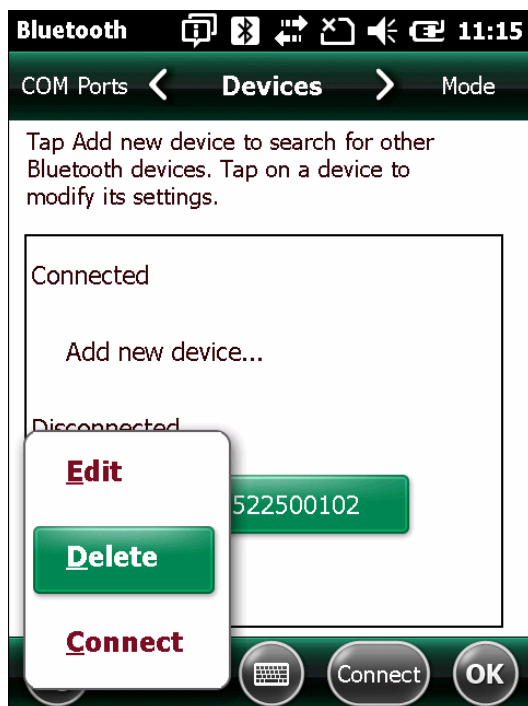 Bluetooth 11:15
COM Ports Devices Mode
Tap Add new device to search for other
Bluetooth devices. Tap on a device to
modify its settings.
Connected
Add new device...
Disconnected
Edit
522500102
Delete
Connect
Connect OK